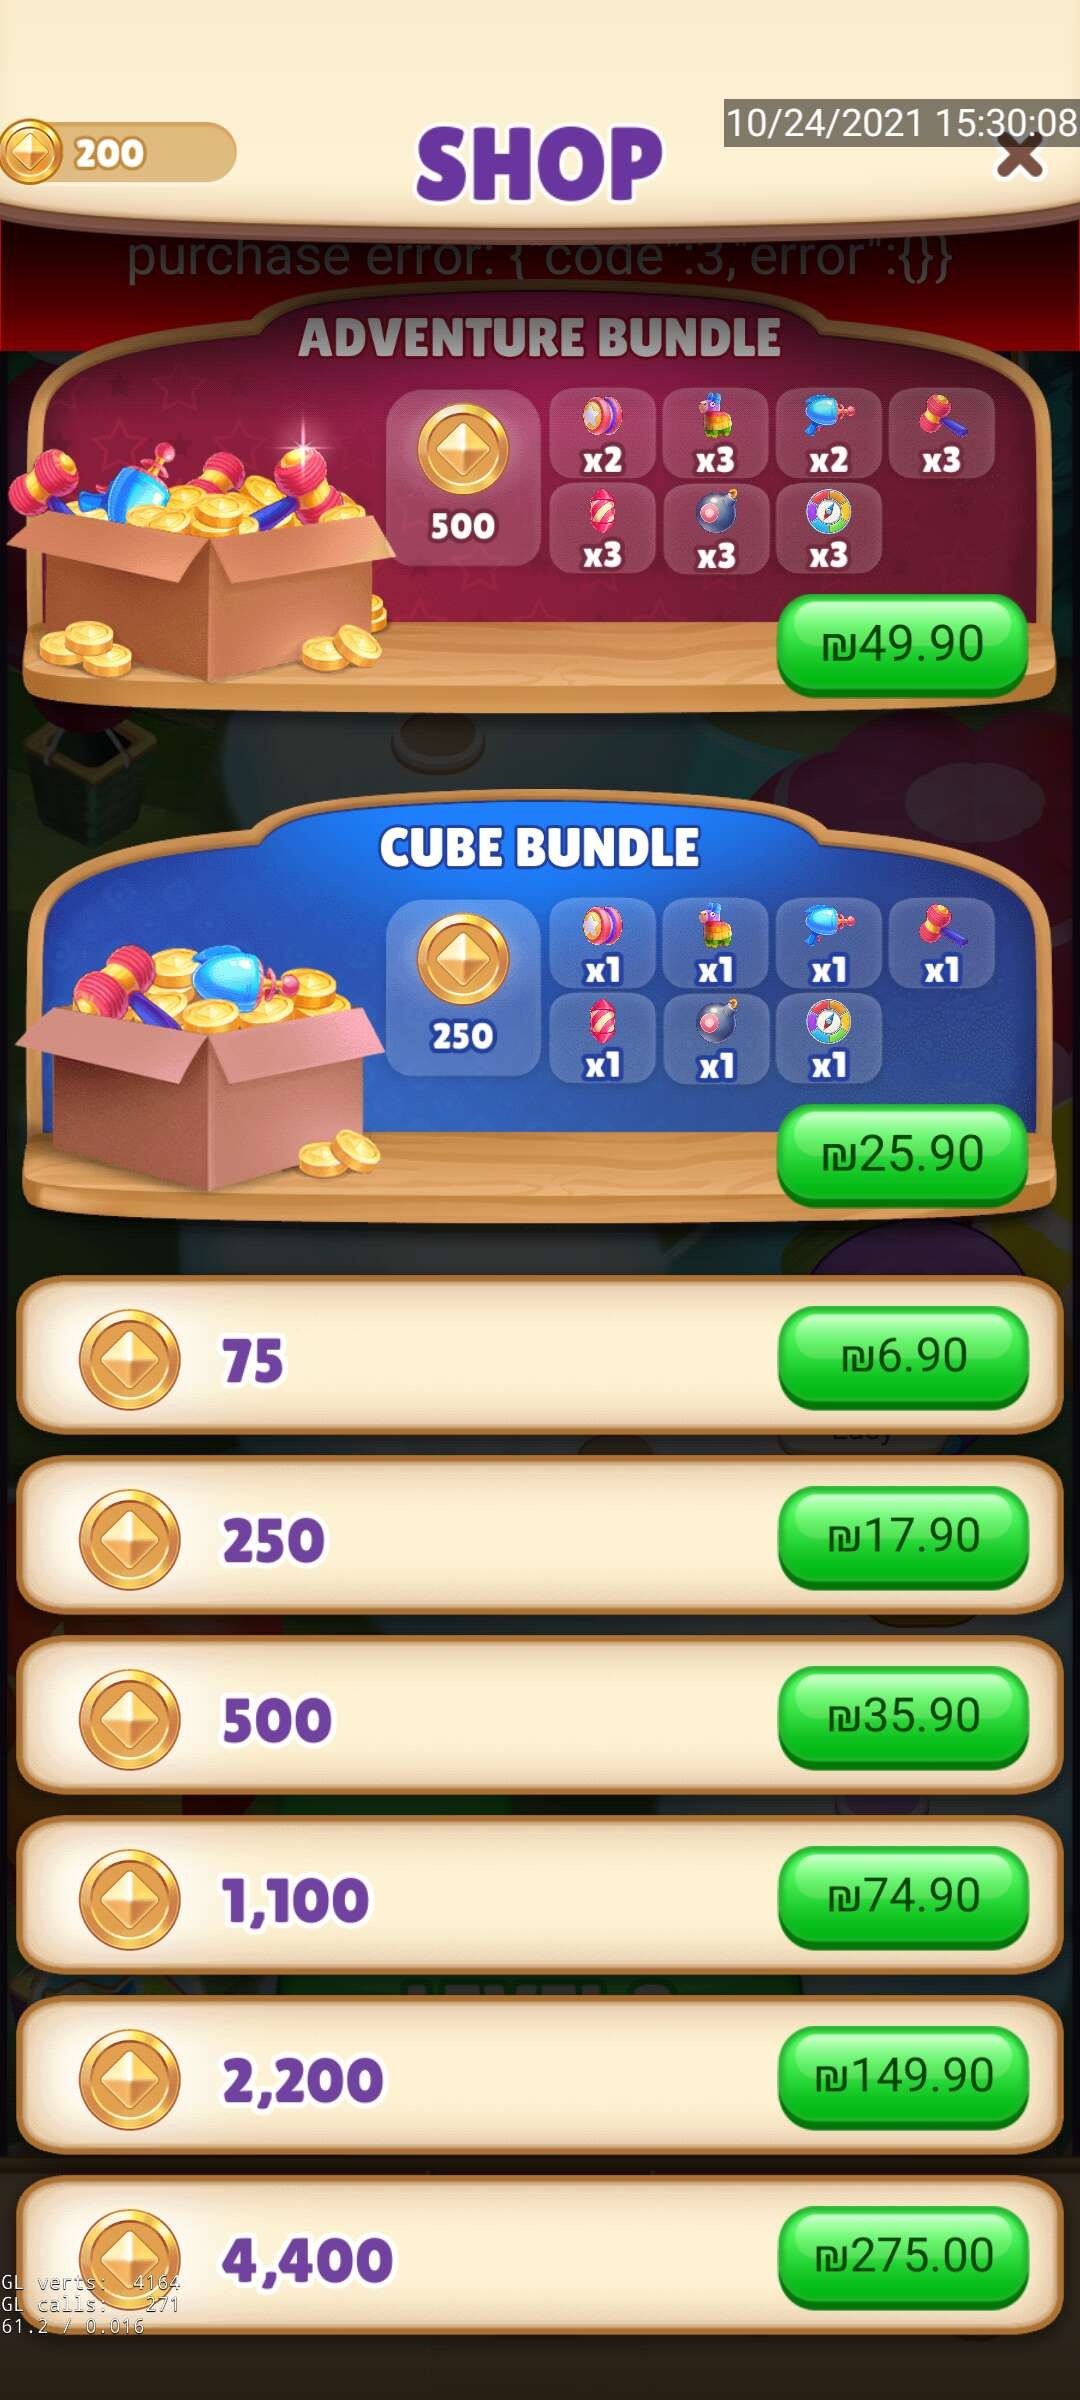 10/24/2021 15:30:08
200
SHOP
purchase error: {"code":3,"error":{}}
ADVENTURE BUNDLE
x2 x3 x2 x3
500
x3 x3 x3
₪49.90
CUBE BUNDLE
x1 x1 x1 x1
250
x1 x1 x1
₪25.90
75 ₪6.90
250 ₪17.90
500 ₪35.90
1,100 ₪74.90
2,200 ₪149.90
4,400 ₪275.00
GL verts: 4164
GL calls: 271
61.2 / 0.016